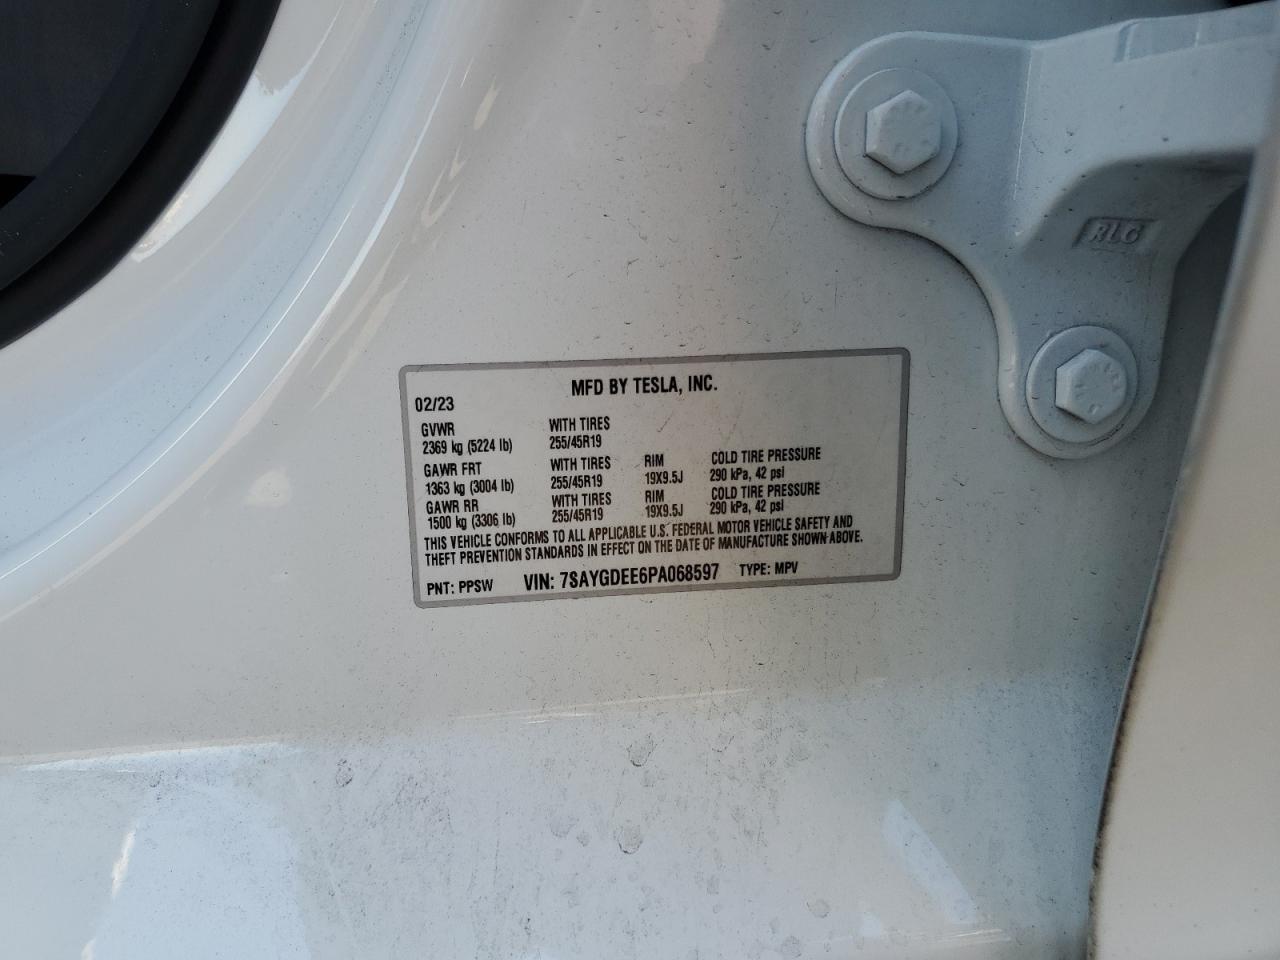 RLG
MFD BY TESLA, INC.
02/23
GVWR WITH TIRES
2369 kg (5224 lb) 255/45R19
GAWR FRT WITH TIRES RIM COLD TIRE PRESSURE
1363 kg (3004 lb) 255/45R19 19X9.5J 290 kPa, 42 psi
GAWR RR WITH TIRES RIM COLD TIRE PRESSURE
1500 kg (3306 lb) 255/45R19 19X9.5J 290 kPa, 42 psi
THIS VEHICLE CONFORMS TO ALL APPLICABLE U.S. FEDERAL MOTOR VEHICLE SAFETY AND
THEFT PREVENTION STANDARDS IN EFFECT ON THE DATE OF MANUFACTURE SHOWN ABOVE.
PNT: PPSW VIN: 7SAYGDEE6PA068597 TYPE: MPV